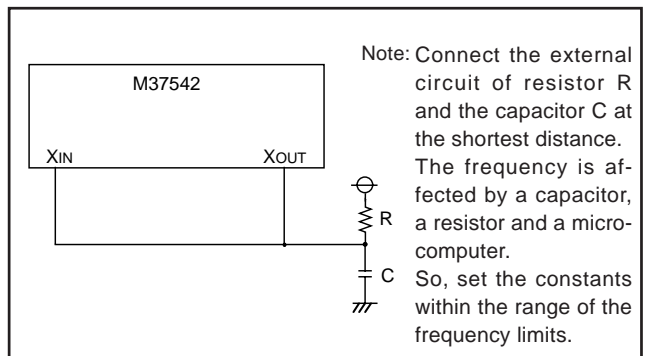 M37542
XIN
XOUT
R
C
Note: Connect the external
circuit of resistor R
and the capacitor C at
the shortest distance.
The frequency is af-
fected by a capacitor,
a resistor and a micro-
computer.
So, set the constants
within the range of the
frequency limits.